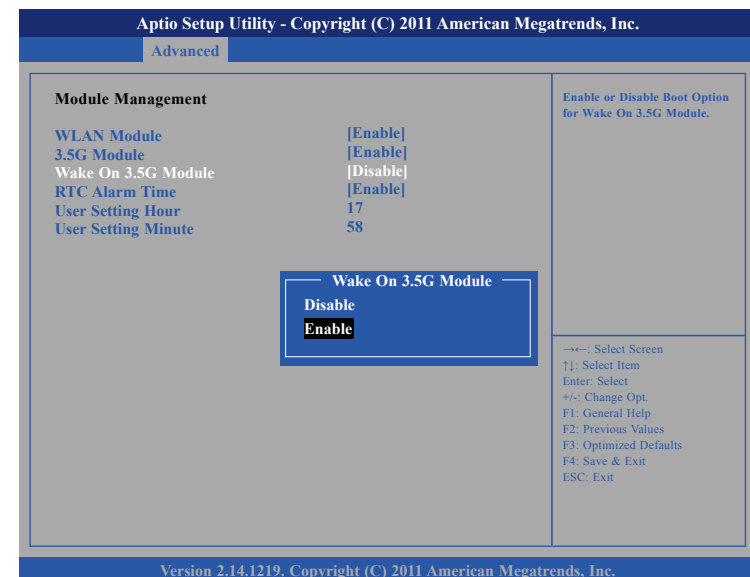 Aptio Setup Utility - Copyright (C) 2011 American Megatrends, Inc.
Advanced
Module Management
WLAN Module [Enable]
3.5G Module [Enable]
Wake On 3.5G Module [Disable]
RTC Alarm Time [Enable]
User Setting Hour 17
User Setting Minute 58
Wake On 3.5G Module
Disable
Enable
Enable or Disable Boot Option
for Wake On 3.5G Module.
→←: Select Screen
↑↓: Select Item
Enter: Select
+/-: Change Opt.
F1: General Help
F2: Previous Values
F3: Optimized Defaults
F4: Save & Exit
ESC: Exit
Version 2.14.1219. Copyright (C) 2011 American Megatrends, Inc.